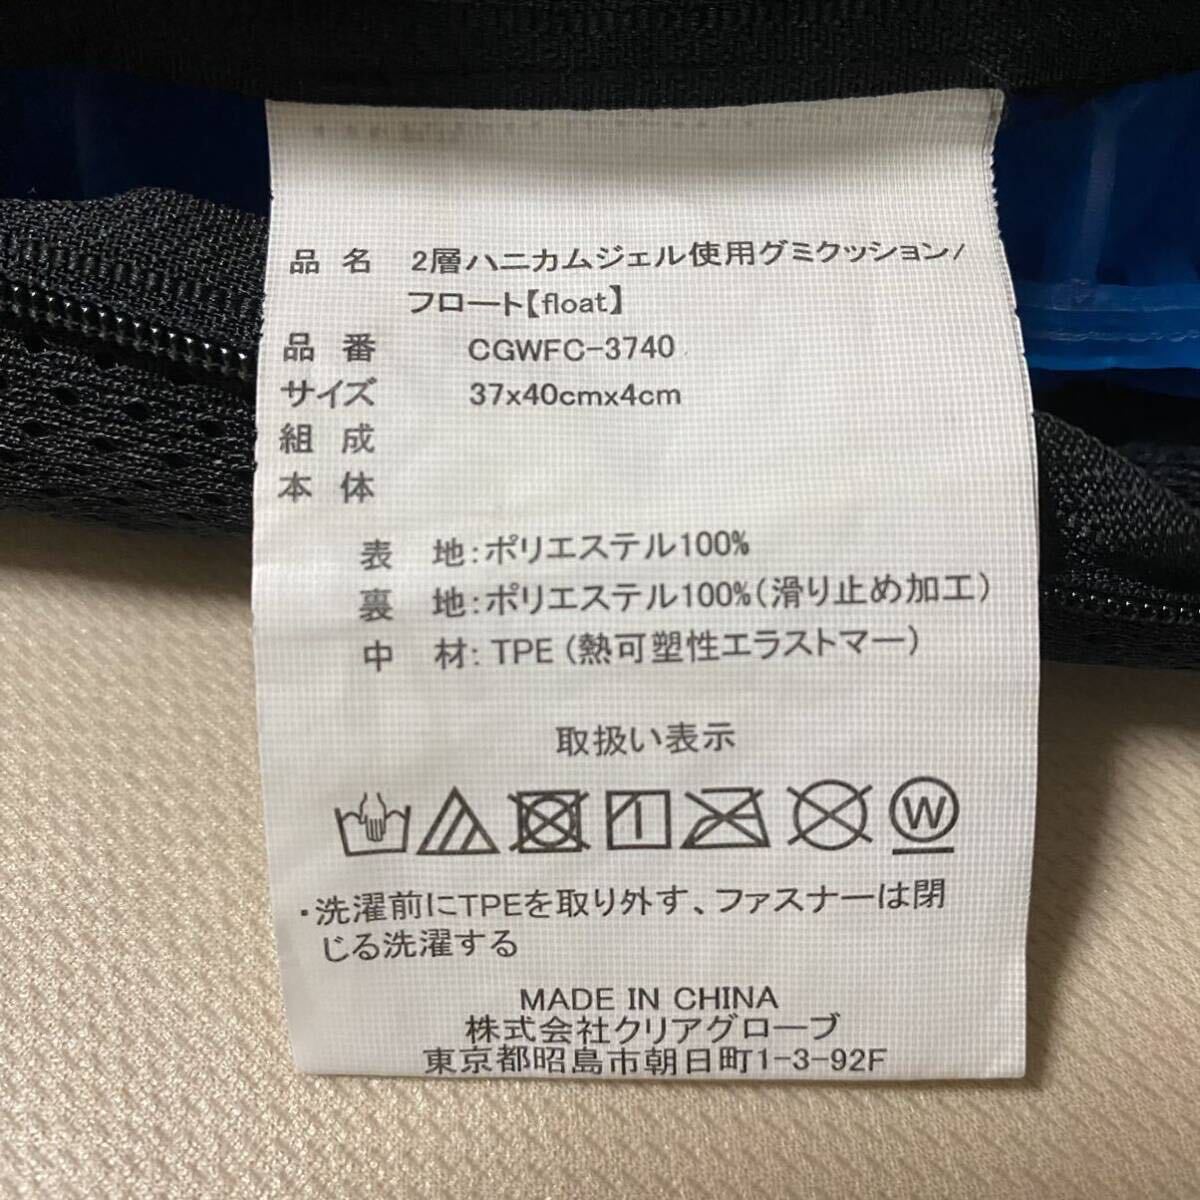 品名 2層ハニカムジェル使用グミクッション/
フロート【float】
品番 CGWFC-3740
サイズ 37x40cmx4cm
組成
本体
表地:ポリエステル100%
裏地:ポリエステル100%(滑り止め加工)
中材:TPE(熱可塑性エラストマー)
取扱い表示
W
・洗濯前にTPEを取り外す、ファスナーは閉
じる洗濯する
MADE IN CHINA
株式会社クリアグローブ
東京都昭島市朝日町1-3-92F